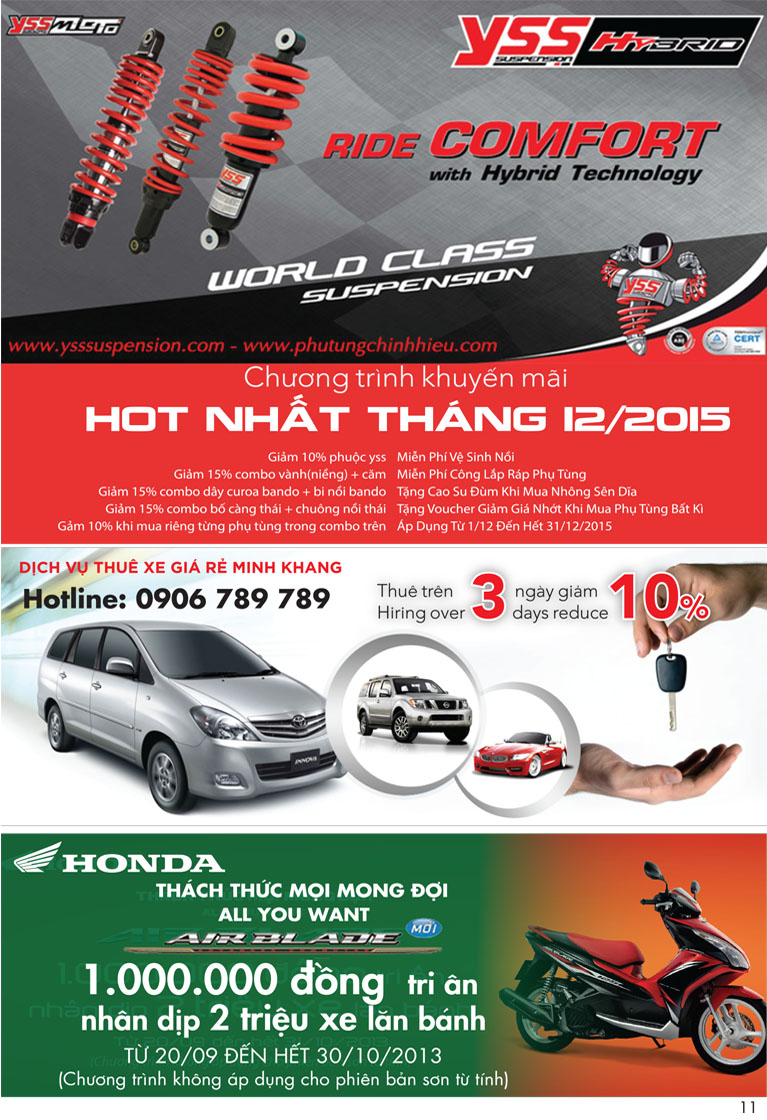 YSS MOTO
YSS HYBRID
SUSPENSION
RIDE COMFORT
with Hybrid Technology
WORLD CLASS
SUSPENSION
YSS
YSS
CERT
www.ysssuspension.com - www.phutungchinhhieu.com
Chương trình khuyến mãi
HOT NHẤT THÁNG 12/2015
Giảm 10% phuộc yss Miễn Phí Vệ Sinh Nồi
Giảm 15% combo vành(niềng) + căm Miễn Phí Công Lắp Ráp Phụ Tùng
Giảm 15% combo dây curoa bando + bi nồi bando Tặng Cao Su Đùm Khi Mua Nhông Sên Dĩa
Giảm 15% combo bố càng thái + chuông nồi thái Tặng Voucher Giảm Giá Nhớt Khi Mua Phụ Tùng Bất Kì
Gảm 10% khi mua riêng từng phụ tùng trong combo trên Áp Dụng Từ 1/12 Đến Hết 31/12/2015
DỊCH VỤ THUÊ XE GIÁ RẺ MINH KHANG
Hotline: 0906 789 789
Thuê trên 3 ngày giảm 10%
Hiring over days reduce
INNOVA
HONDA
THÁCH THỨC MỌI MONG ĐỢI
ALL YOU WANT
AIR BLADE MỚI
1.000.000 đồng tri ân
nhân dịp 2 triệu xe lăn bánh
TỪ 20/09 ĐẾN HẾT 30/10/2013
(Chương trình không áp dụng cho phiên bản sơn từ tính)
11